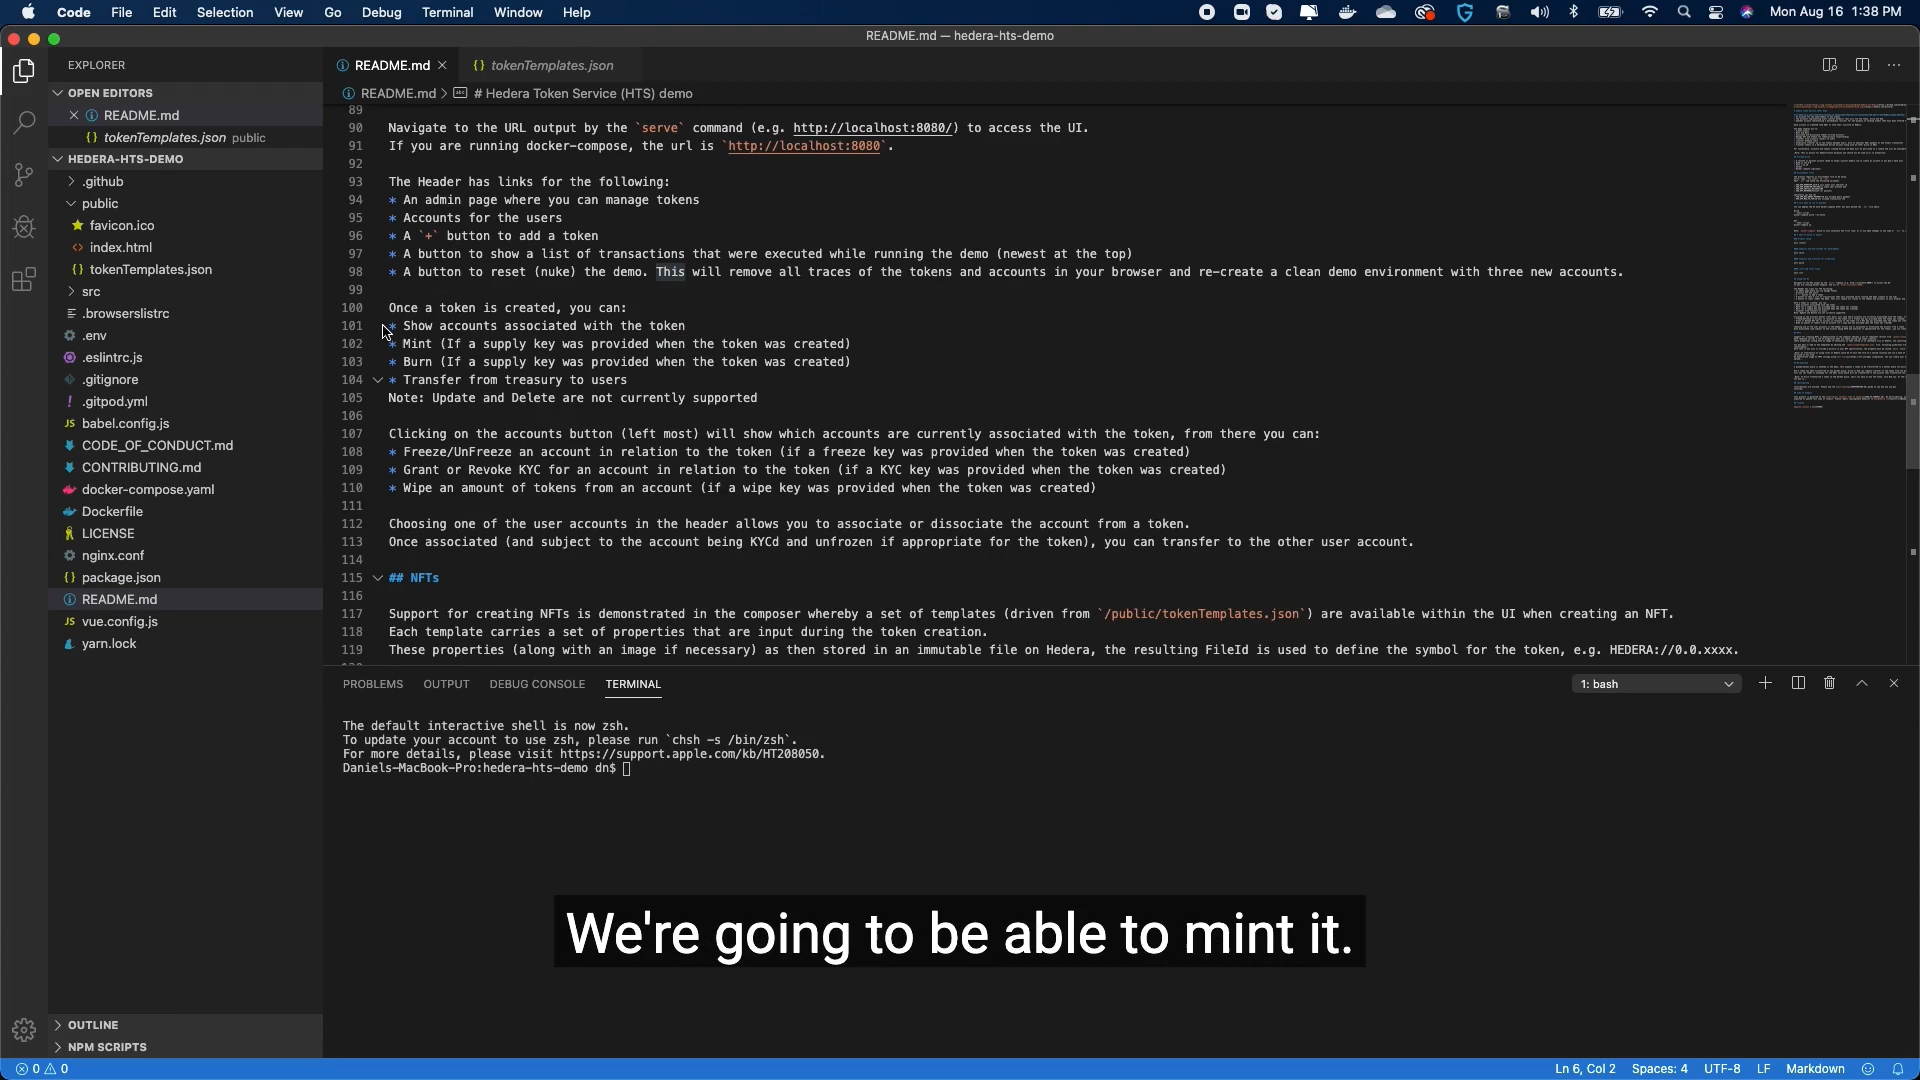 Code File Edit Selection View Go Debug Terminal Window Help Mon Aug 16 1:38 PM
README.md — hedera-hts-demo
EXPLORER
OPEN EDITORS
README.md
tokenTemplates.json public
HEDERA-HTS-DEMO
.github
public
favicon.ico
index.html
tokenTemplates.json
src
.browserslistrc
.env
.eslintrc.js
.gitignore
.gitpod.yml
babel.config.js
CODE_OF_CONDUCT.md
CONTRIBUTING.md
docker-compose.yaml
Dockerfile
LICENSE
nginx.conf
package.json
README.md
vue.config.js
yarn.lock
OUTLINE
NPM SCRIPTS
README.md tokenTemplates.json
README.md > # Hedera Token Service (HTS) demo
89
90 Navigate to the URL output by the `serve` command (e.g. http://localhost:8080/) to access the UI.
91 If you are running docker-compose, the url is `http://localhost:8080`.
92
93 The Header has links for the following:
94 * An admin page where you can manage tokens
95 * Accounts for the users
96 * A `+` button to add a token
97 * A button to show a list of transactions that were executed while running the demo (newest at the top)
98 * A button to reset (nuke) the demo. This will remove all traces of the tokens and accounts in your browser and re-create a clean demo environment with three new accounts.
99
100 Once a token is created, you can:
101 * Show accounts associated with the token
102 * Mint (If a supply key was provided when the token was created)
103 * Burn (If a supply key was provided when the token was created)
104 * Transfer from treasury to users
105 Note: Update and Delete are not currently supported
106
107 Clicking on the accounts button (left most) will show which accounts are currently associated with the token, from there you can:
108 * Freeze/UnFreeze an account in relation to the token (if a freeze key was provided when the token was created)
109 * Grant or Revoke KYC for an account in relation to the token (if a KYC key was provided when the token was created)
110 * Wipe an amount of tokens from an account (if a wipe key was provided when the token was created)
111
112 Choosing one of the user accounts in the header allows you to associate or dissociate the account from a token.
113 Once associated (and subject to the account being KYCd and unfrozen if appropriate for the token), you can transfer to the other user account.
114
115 ## NFTs
116
117 Support for creating NFTs is demonstrated in the composer whereby a set of templates (driven from `/public/tokenTemplates.json`) are available within the UI when creating an NFT.
118 Each template carries a set of properties that are input during the token creation.
119 These properties (along with an image if necessary) as then stored in an immutable file on Hedera, the resulting FileId is used to define the symbol for the token, e.g. HEDERA://0.0.xxxx.
PROBLEMS OUTPUT DEBUG CONSOLE TERMINAL 1: bash
The default interactive shell is now zsh.
To update your account to use zsh, please run `chsh -s /bin/zsh`.
For more details, please visit https://support.apple.com/kb/HT208050.
Daniels-MacBook-Pro:hedera-hts-demo dn$
We're going to be able to mint it.
0 0 Ln 6, Col 2 Spaces: 4 UTF-8 LF Markdown